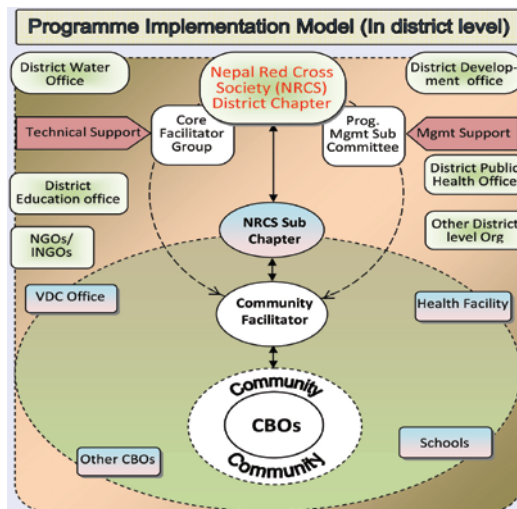 Programme Implementation Model (In district level)
District Water
Office
Nepal Red Cross
Society (NRCS)
District Chapter
District Develop-
ment office
Technical Support
Core
Facilitator
Group
Prog.
Mgmt Sub
Committee
Mgmt Support
District Public
Health Office
District
Education office
NRCS Sub
Chapter
Other District
level Org
NGOs/
INGOs
VDC Office
Community
Facilitator
Health Facility
Community
CBOs
Community
Other CBOs
Schools